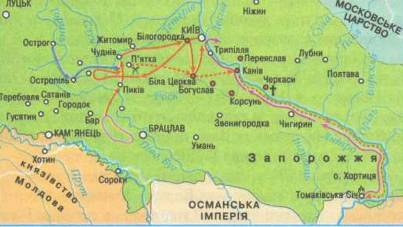 ЛУЦЬК
Ніжин
МОСКОВСЬКЕ
ЦАРСТВО
КИЇВ
Острог
Житомир
Білогородка
Трипілля
Чуднів
Переяслав
Лубни
П'ятка
Біла Церква
Канів
Полтава
Острополь
Богуслав
Черкаси
Корсунь
Теребовля
Сатанів
Пиків
Городок
Чигирин
Гусятин
Бар
БРАЦЛАВ
Звенигородка
КАМ'ЯНЕЦЬ
Умань
Запорожжя
Хотин
о. Хортиця
князівство
Молдова
Прут
Сороки
Томаківська Січ
ОСМАНСЬКА
ІМПЕРІЯ